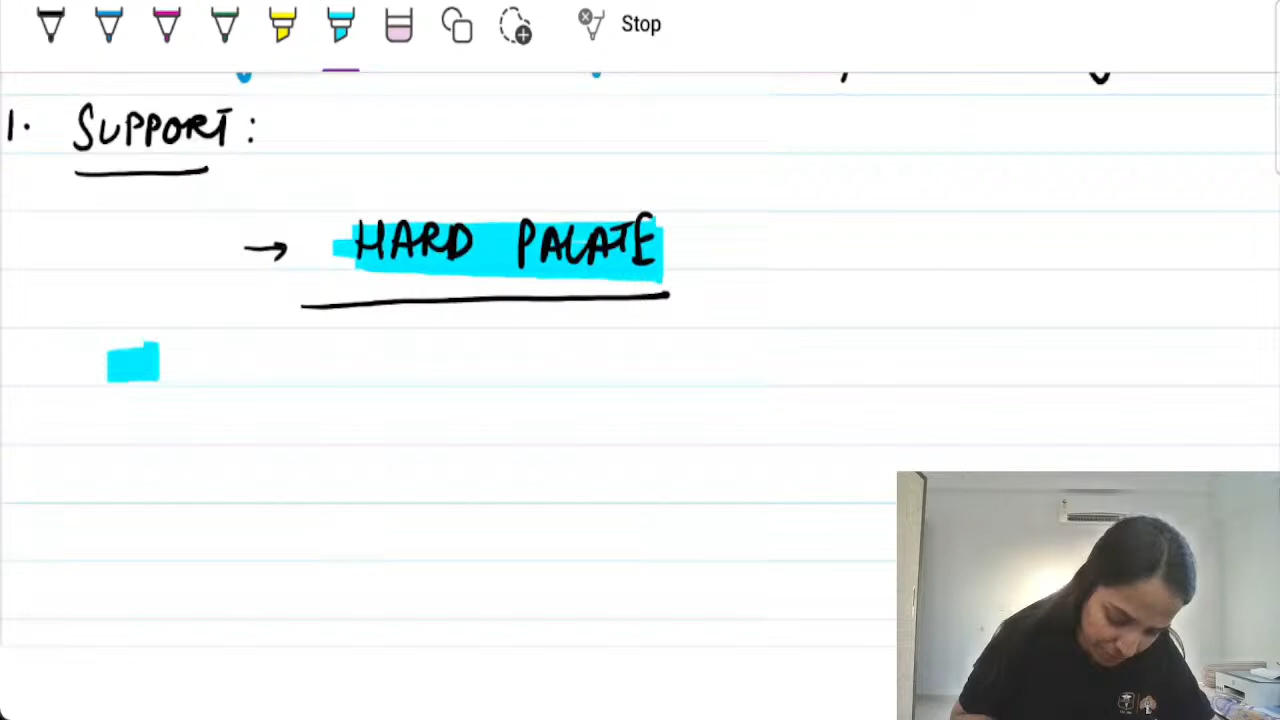 Stop
1. SUPPORT:
→ HARD PALATE